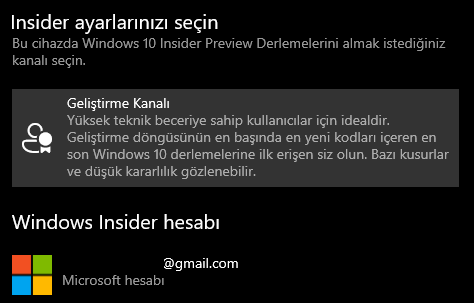 Insider ayarlarınızı seçin
Bu cihazda Windows 10 Insider Preview Derlemelerini almak istediğiniz
kanalı seçin.
Geliştirme Kanalı
Yüksek teknik beceriye sahip kullanıcılar için idealdir.
Geliştirme döngüsünün en başında en yeni kodları içeren en
son Windows 10 derlemelerine ilk erişen siz olun. Bazı kusurlar
ve düşük kararlılık gözlenebilir.
Windows Insider hesabı
@gmail.com
Microsoft hesabı